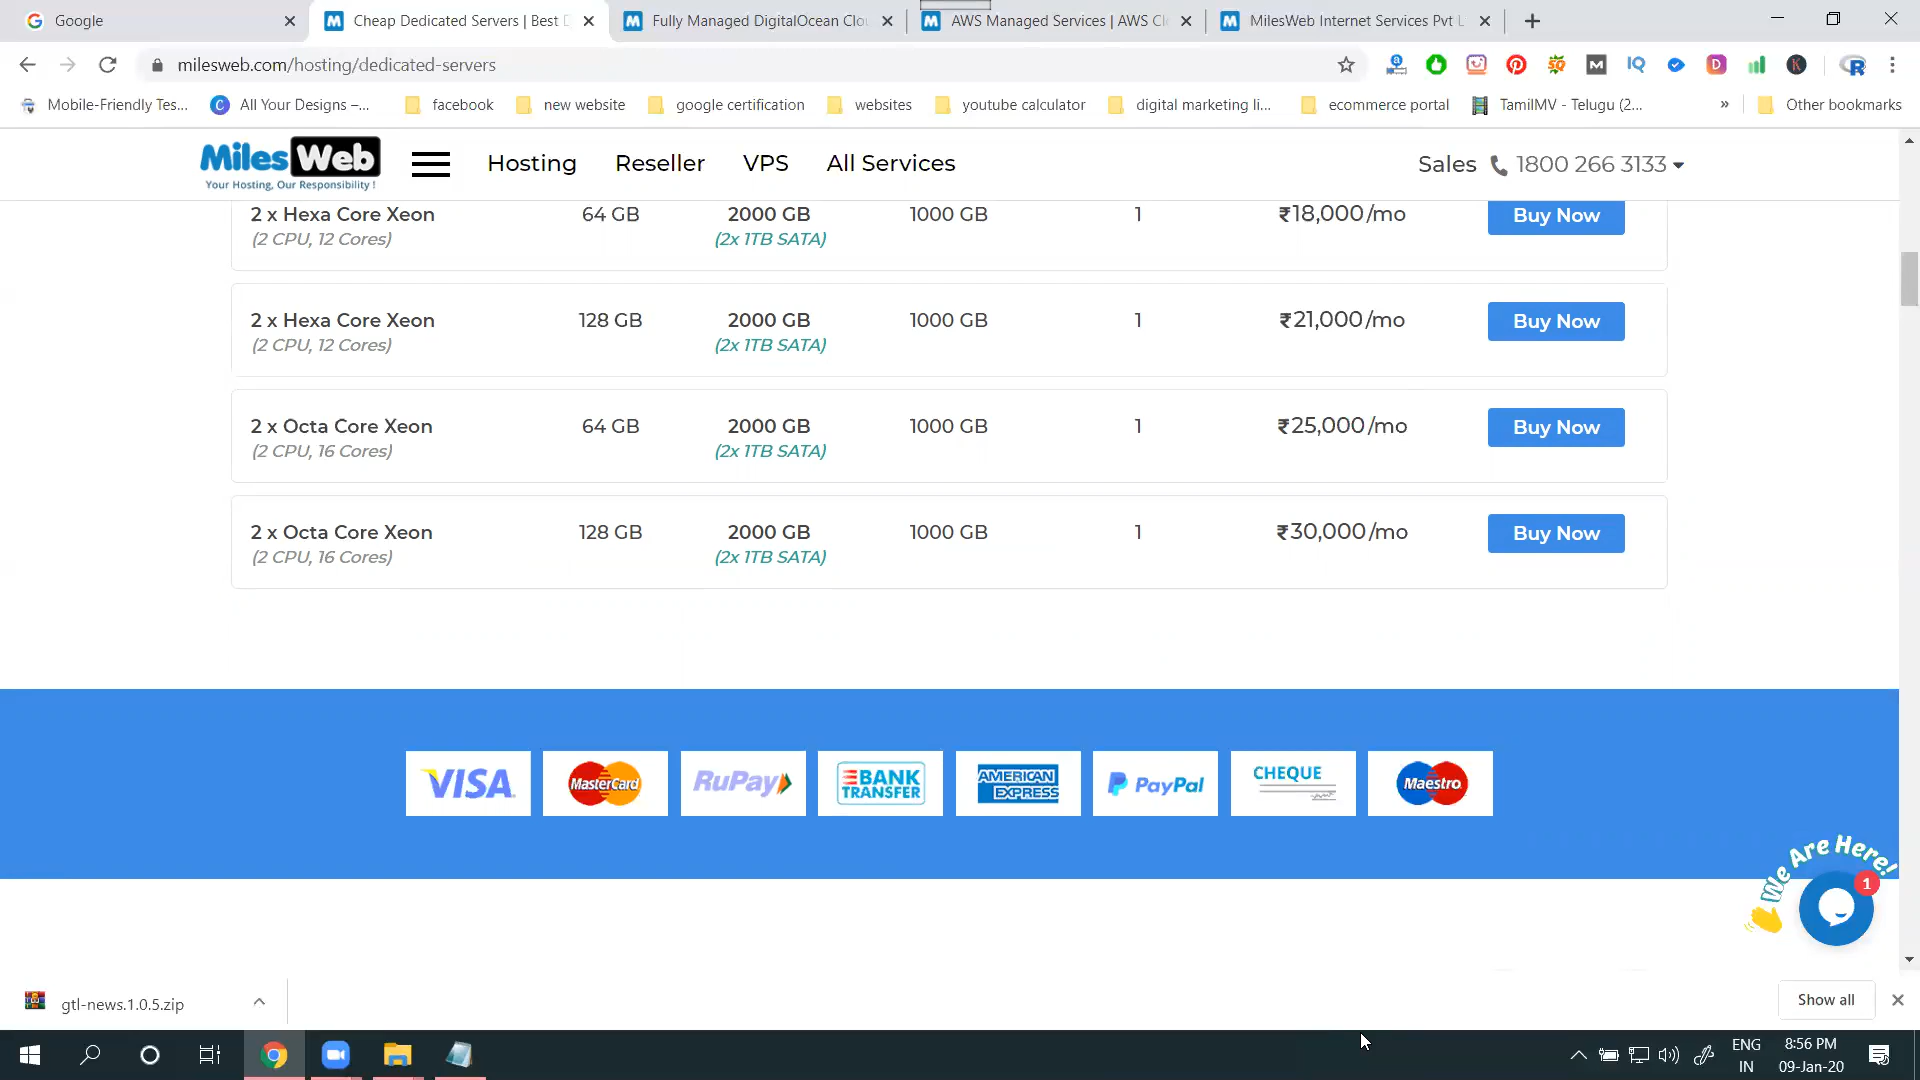 Google
Cheap Dedicated Servers | Best D
Fully Managed DigitalOcean Clou
AWS Managed Services | AWS Cl
MilesWeb Internet Services Pvt L
milesweb.com/hosting/dedicated-servers
Mobile-Friendly Tes...
All Your Designs –...
facebook
new website
google certification
websites
youtube calculator
digital marketing li...
ecommerce portal
TamilMV - Telugu (2...
»
Other bookmarks
MilesWeb
Your Hosting, Our Responsibility !
Hosting
Reseller
VPS
All Services
Sales 1800 266 3133
2 x Hexa Core Xeon 64 GB 2000 GB 1000 GB 1 ₹18,000/mo Buy Now
(2 CPU, 12 Cores) (2x 1TB SATA)
2 x Hexa Core Xeon 128 GB 2000 GB 1000 GB 1 ₹21,000/mo Buy Now
(2 CPU, 12 Cores) (2x 1TB SATA)
2 x Octa Core Xeon 64 GB 2000 GB 1000 GB 1 ₹25,000/mo Buy Now
(2 CPU, 16 Cores) (2x 1TB SATA)
2 x Octa Core Xeon 128 GB 2000 GB 1000 GB 1 ₹30,000/mo Buy Now
(2 CPU, 16 Cores) (2x 1TB SATA)
VISA
MasterCard
RuPay
BANK TRANSFER
AMERICAN EXPRESS
PayPal
CHEQUE
Maestro
We Are Here!
1
gtl-news.1.0.5.zip
Show all
ENG
IN
8:56 PM
09-Jan-20